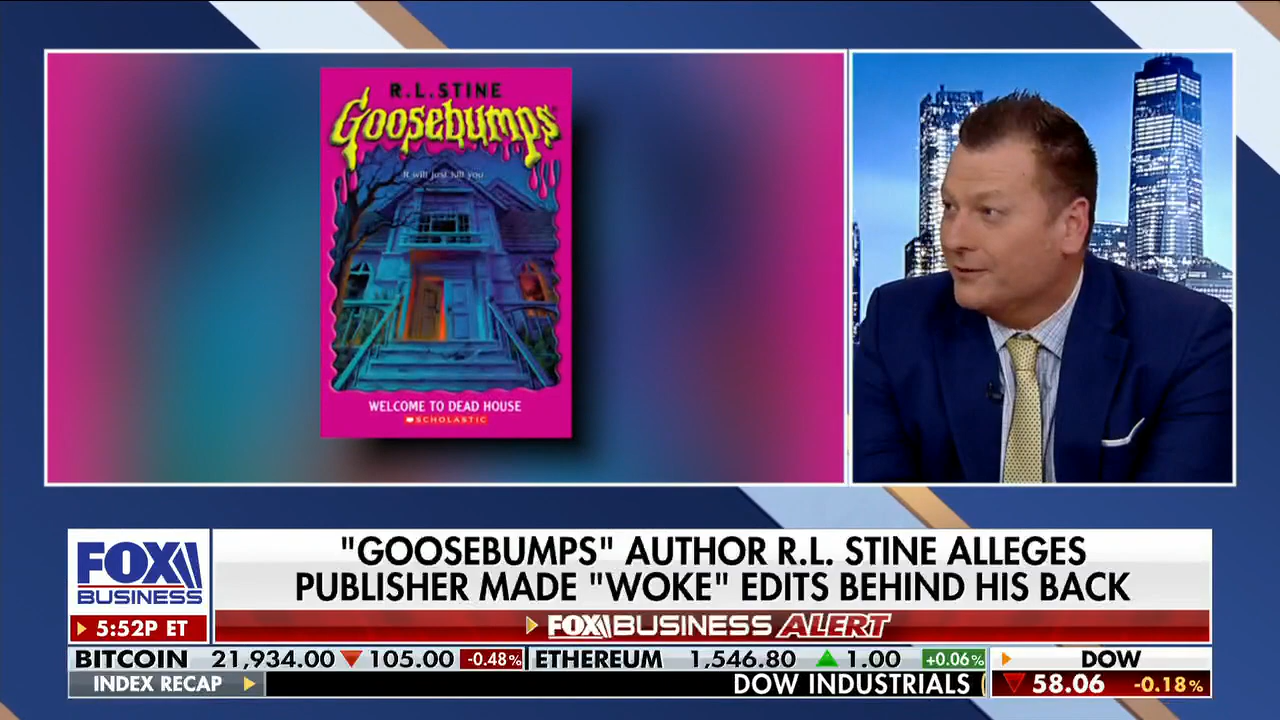 R.L.STINE
Goosebumps
It will just kill you
WELCOME TO DEAD HOUSE
SCHOLASTIC
FOX BUSINESS
5:52P ET
"GOOSEBUMPS" AUTHOR R.L. STINE ALLEGES
PUBLISHER MADE "WOKE" EDITS BEHIND HIS BACK
FOX BUSINESS ALERT
BITCOIN 21,934.00 105.00 -0.48% ETHEREUM 1,546.80 1.00 +0.06% DOW
INDEX RECAP DOW INDUSTRIALS ( 58.06 -0.18%